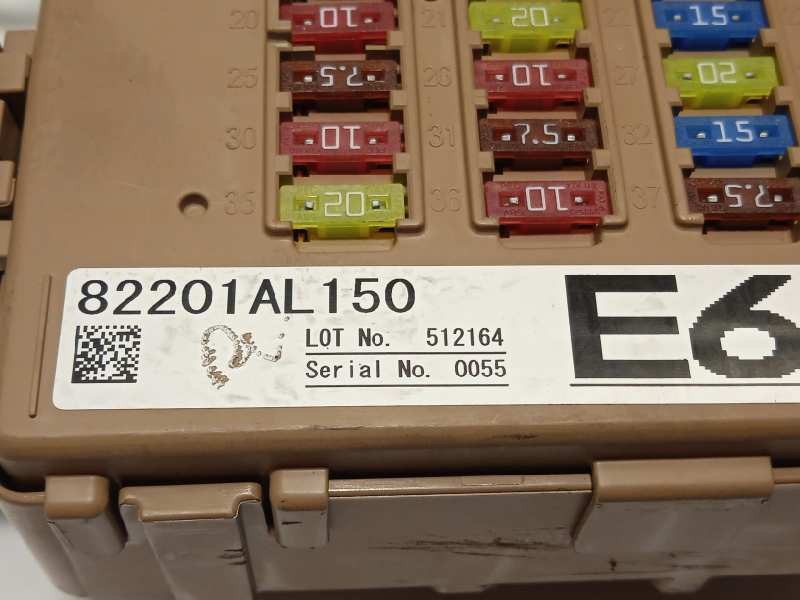 20 10 21 20 22 15
25 7.5 26 10 27 20
30 10 31 7.5 32 15
35 20 36 10 37 7.5
82201AL150
LOT No. 512164
Serial No. 0055
E6